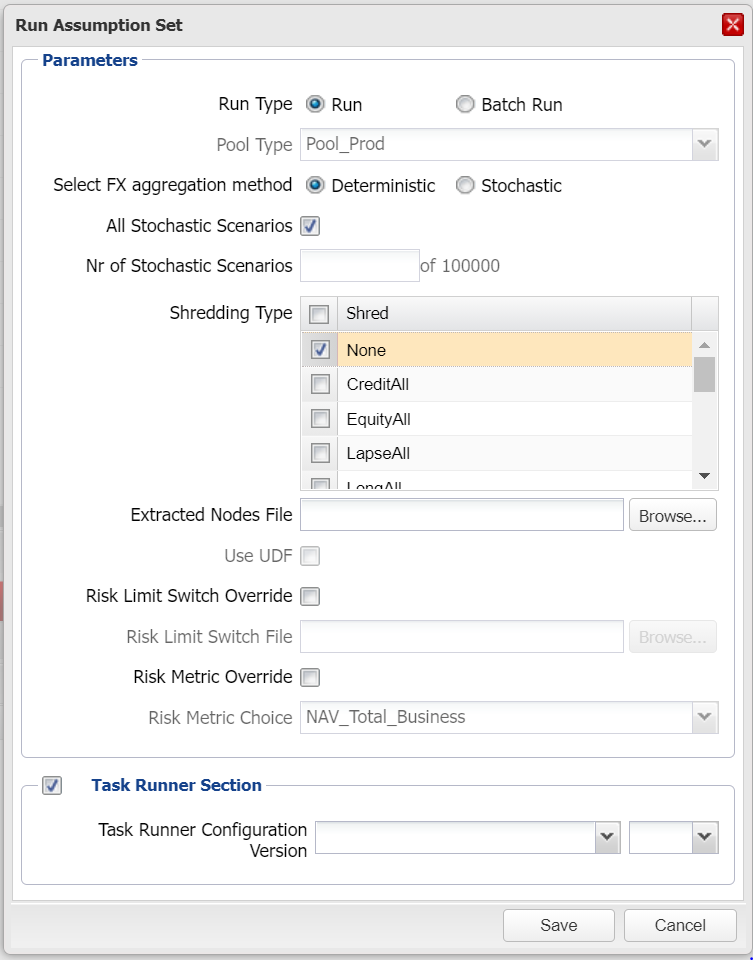 Run Assumption Set
Parameters
Run Type Run Batch Run
Pool Type Pool_Prod
Select FX aggregation method Deterministic Stochastic
All Stochastic Scenarios
Nr of Stochastic Scenarios of 100000
Shredding Type Shred
None
CreditAll
EquityAll
LapseAll
Extracted Nodes File Browse...
Use UDF
Risk Limit Switch Override
Risk Limit Switch File Browse...
Risk Metric Override
Risk Metric Choice NAV_Total_Business
Task Runner Section
Task Runner Configuration
Version
Save Cancel